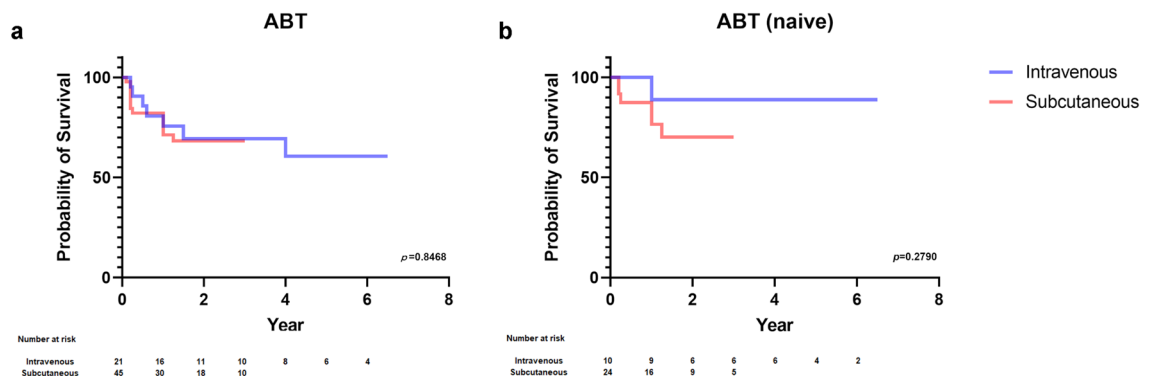 a
ABT
Probability of Survival
100
50
0
0 2 4 6 8
p=0.8468
Year
Number at risk
Intravenous 21 16 11 10 8 6 4
Subcutaneous 45 30 18 10
b
ABT (naive)
Probability of Survival
100
50
0
0 2 4 6 8
p=0.2790
Year
Number at risk
Intravenous 10 9 6 6 6 4 2
Subcutaneous 24 16 9 5
Intravenous
Subcutaneous